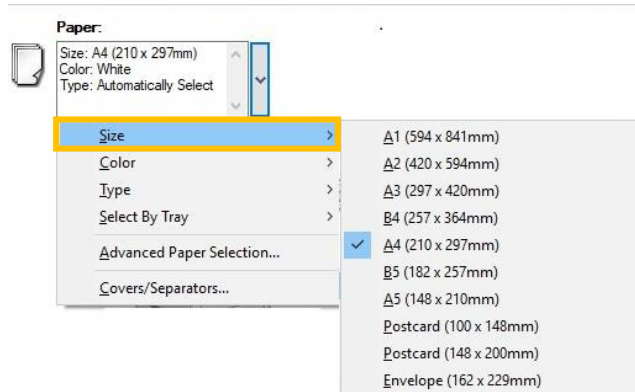 Paper:
Size: A4 (210 x 297mm)
Color: White
Type: Automatically Select
Size
Color
Type
Select By Tray
Advanced Paper Selection...
Covers/Separators...
A1 (594 x 841mm)
A2 (420 x 594mm)
A3 (297 x 420mm)
B4 (257 x 364mm)
A4 (210 x 297mm)
B5 (182 x 257mm)
A5 (148 x 210mm)
Postcard (100 x 148mm)
Postcard (148 x 200mm)
Envelope (162 x 229mm)